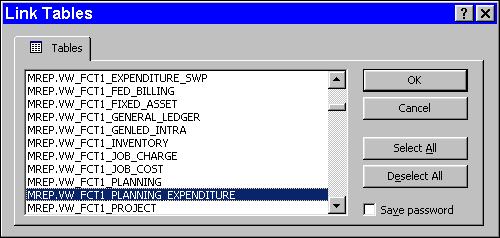 Link Tables
Tables
MREP.VW_FCT1_EXPENDITURE_SWP
MREP.VW_FCT1_FED_BILLING
MREP.VW_FCT1_FIXED_ASSET
MREP.VW_FCT1_GENERAL_LEDGER
MREP.VW_FCT1_GENLED_INTRA
MREP.VW_FCT1_INVENTORY
MREP.VW_FCT1_JOB_CHARGE
MREP.VW_FCT1_JOB_COST
MREP.VW_FCT1_PLANNING
MREP.VW_FCT1_PLANNING_EXPENDITURE
MREP.VW_FCT1_PROJECT
OK
Cancel
Select All
Deselect All
Save password